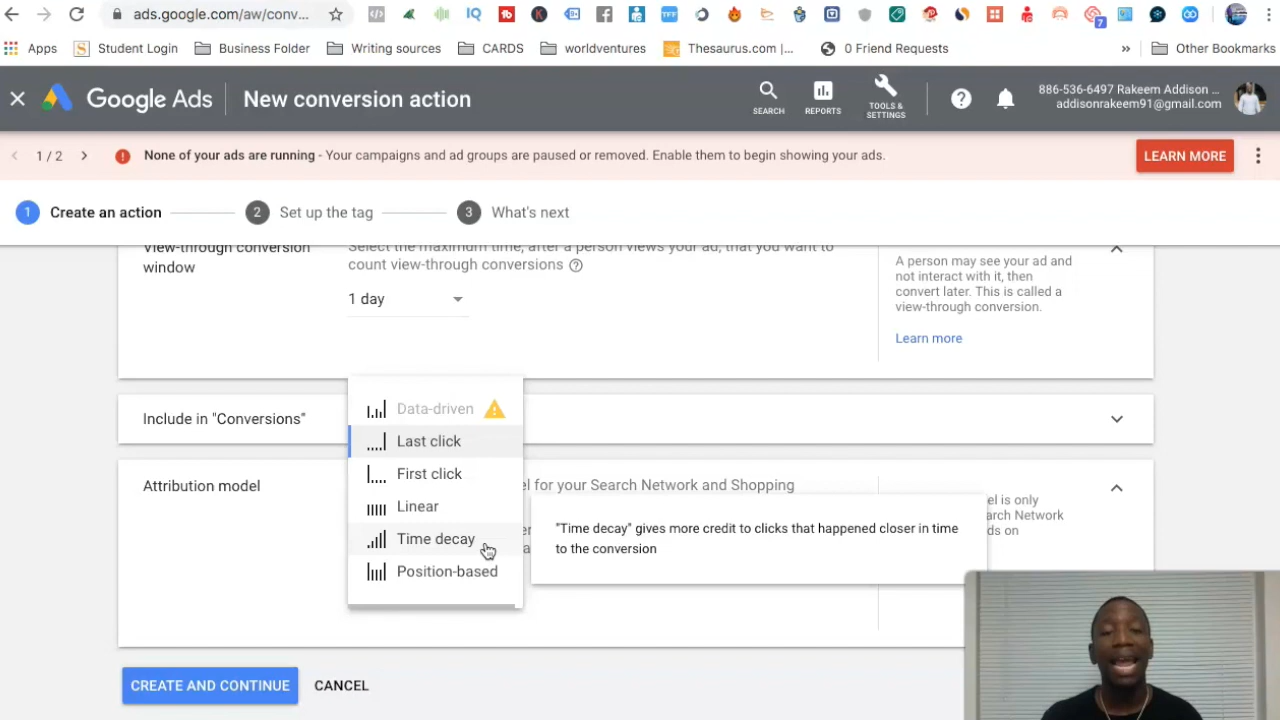 ads.google.com/aw/conv...
IQ
TFF
7
Apps
Student Login
Business Folder
Writing sources
CARDS
worldventures
Thesaurus.com |...
0 Friend Requests
»
Other Bookmarks
Google Ads
New conversion action
SEARCH
REPORTS
TOOLS &
SETTINGS
886-536-6497 Rakeem Addison ...
addisonrakeem91@gmail.com
1 / 2
None of your ads are running - Your campaigns and ad groups are paused or removed. Enable them to begin showing your ads.
LEARN MORE
1 Create an action
2 Set up the tag
3 What's next
View-through conversion
window
Select the maximum time, after a person views your ad, that you want to
count view-through conversions
1 day
A person may see your ad and
not interact with it, then
convert later. This is called a
view-through conversion.
Learn more
Include in "Conversions"
Attribution model
Data-driven
Last click
First click
Linear
Time decay
Position-based
for your Search Network and Shopping
"Time decay" gives more credit to clicks that happened closer in time
to the conversion
is only
CREATE AND CONTINUE
CANCEL